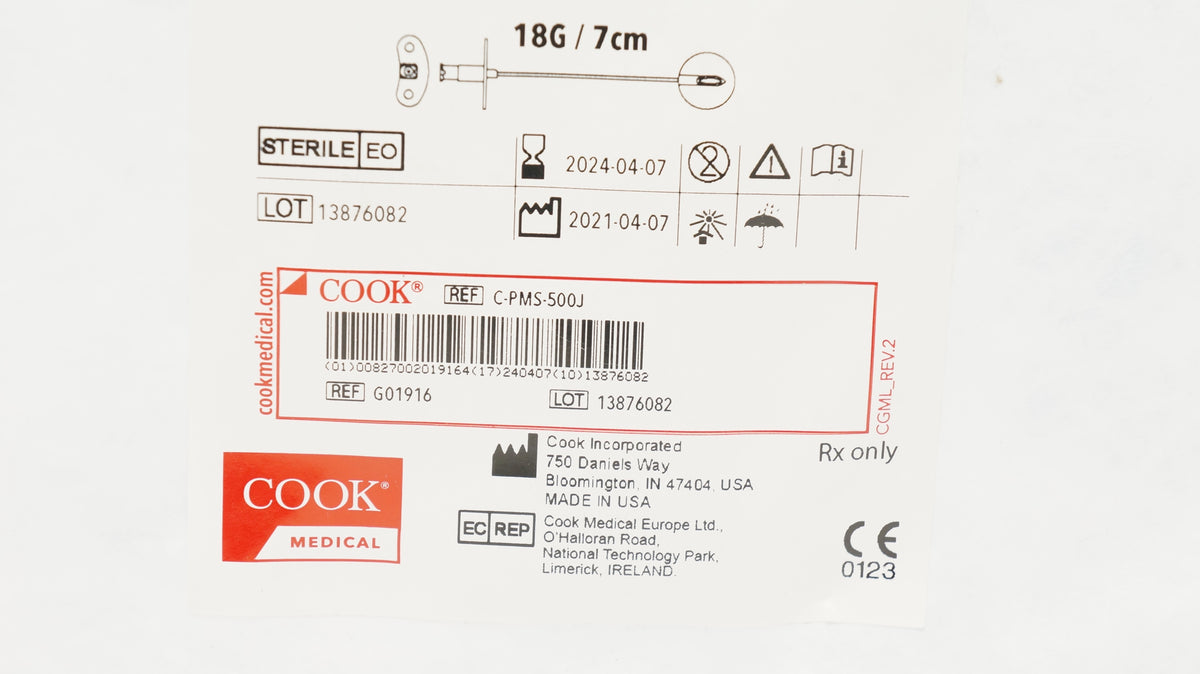 18G / 7cm
STERILE EO
2024-04-07
LOT 13876082
2021-04-07
cookmedical.com
COOK® REF C-PMS-500J
(01)00827002019164(17)240407(10)13876082
REF G01916 LOT 13876082
CGML_REV.2
Cook Incorporated
750 Daniels Way
Bloomington, IN 47404, USA
MADE IN USA
Rx only
COOK®
MEDICAL
EC REP
Cook Medical Europe Ltd.,
O'Halloran Road,
National Technology Park,
Limerick, IRELAND.
CE
0123